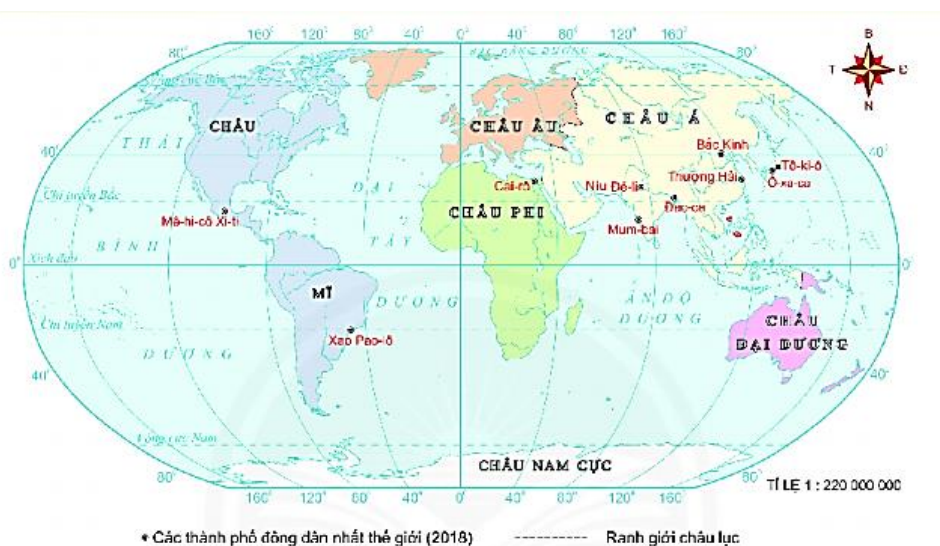 160° 120° 80° 40° 0° 40° 80° 120° 160°
80° 80°
B
T Đ
N
CHÂU
CHÂU ÂU
CHÂU Á
THÁI
40° 40°
Bắc Kinh
Tô-ki-ô
Thượng Hải
Ô-xa-ca
Cai-rô
Niu Đê-li
ĐẠI
Chí tuyến Bắc
Đac-ca
CHÂU PHI
Mê-hi-cô Xi-ti
Mum-bai
BÌNH
TÂY
Xích đạo
0° 0°
MĨ
DƯƠNG
ẤN ĐỘ
DƯƠNG
Chí tuyến Nam
CHÂU
ĐẠI DƯƠNG
Xao Pao-lô
DƯƠNG
40° 40°
Vòng cực Nam
CHÂU NAM CỰC
80° 80°
TỈ LỆ 1 : 220 000 000
160° 120° 80° 40° 0° 40° 80° 120° 160°
Các thành phố đông dân nhất thế giới (2018)
Ranh giới châu lục